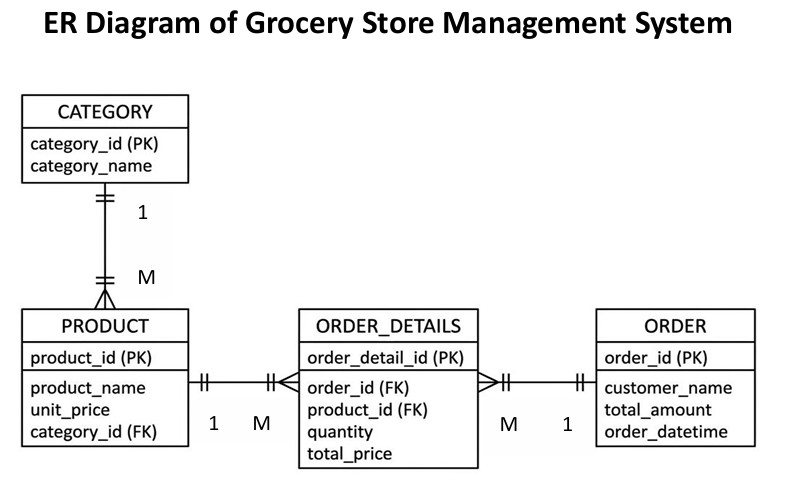 ER Diagram of Grocery Store Management System
CATEGORY
category_id (PK)
category_name
1
M
PRODUCT
product_id (PK)
product_name
unit_price
category_id (FK)
1
M
ORDER_DETAILS
order_detail_id (PK)
order_id (FK)
product_id (FK)
quantity
total_price
M
1
ORDER
order_id (PK)
customer_name
total_amount
order_datetime